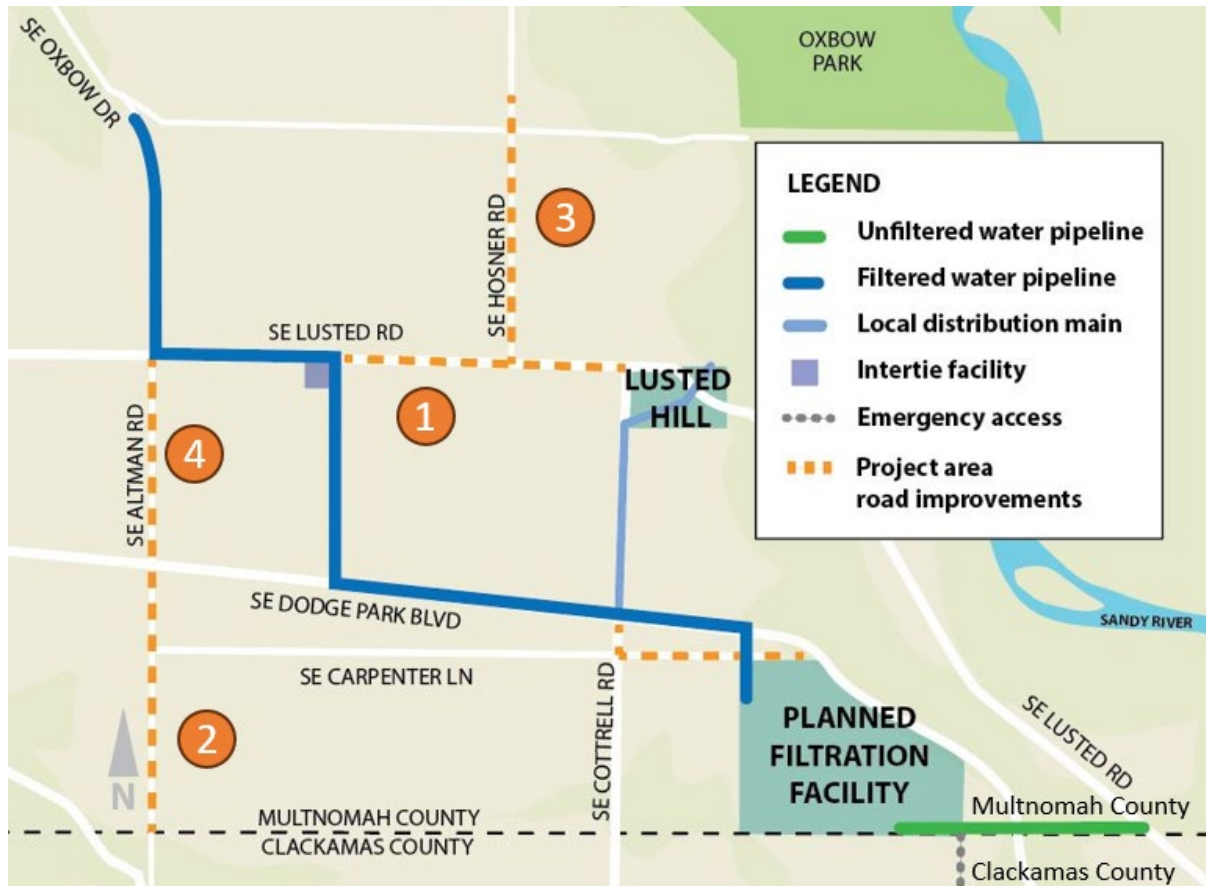 SE OXBOW DR
OXBOW
PARK
3
SE HOSNER RD
LEGEND
Unfiltered water pipeline
Filtered water pipeline
Local distribution main
Intertie facility
Emergency access
Project area
road improvements
SE LUSTED RD
LUSTED
HILL
1
4
SE ALTMAN RD
SE DODGE PARK BLVD
SANDY RIVER
SE CARPENTER LN
SE COTTRELL RD
2
N
PLANNED
FILTRATION
FACILITY
SE LUSTED RD
MULTNOMAH COUNTY
CLACKAMAS COUNTY
Multnomah County
Clackamas County